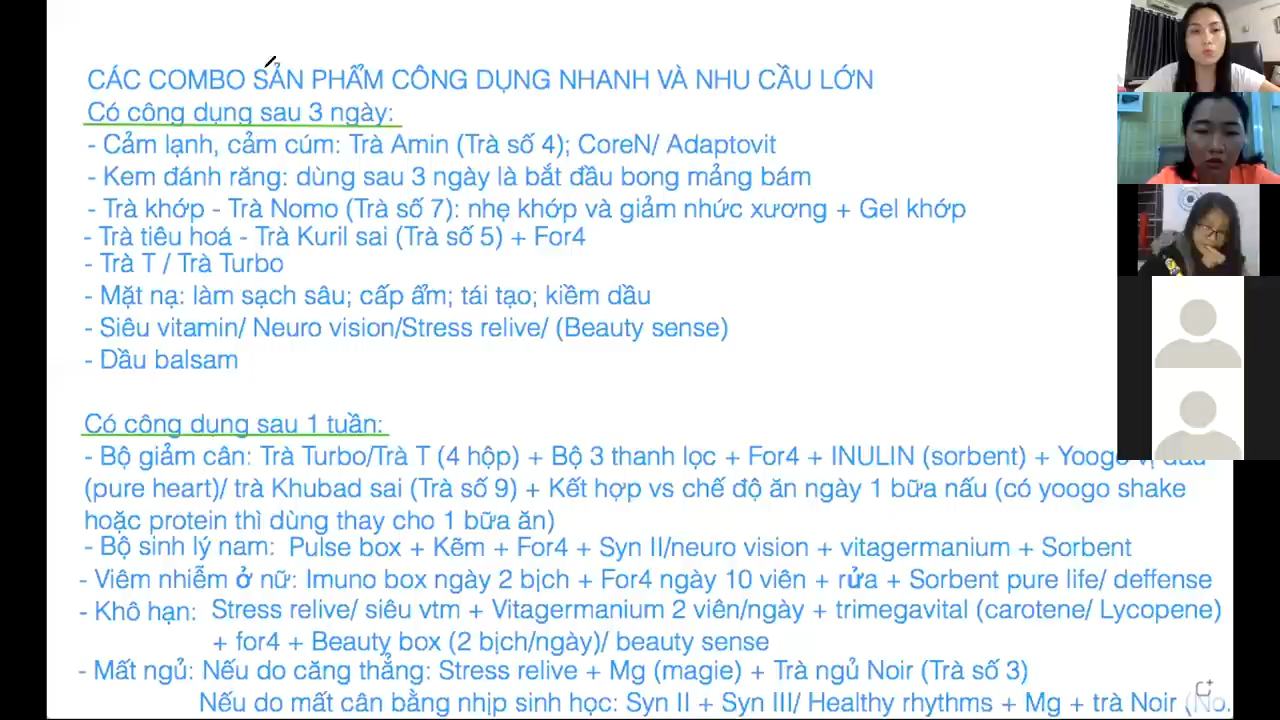 CÁC COMBO SẢN PHẨM CÔNG DỤNG NHANH VÀ NHU CẦU LỚN
Có công dụng sau 3 ngày:
- Cảm lạnh, cảm cúm: Trà Amin (Trà số 4); CoreN/ Adaptovit
- Kem đánh răng: dùng sau 3 ngày là bắt đầu bong mảng bám
- Trà khớp - Trà Nomo (Trà số 7): nhẹ khớp và giảm nhức xương + Gel khớp
- Trà tiêu hoá - Trà Kuril sai (Trà số 5) + For4
- Trà T / Trà Turbo
- Mặt nạ: làm sạch sâu; cấp ẩm; tái tạo; kiềm dầu
- Siêu vitamin/ Neuro vision/Stress relive/ (Beauty sense)
- Dầu balsam
Có công dụng sau 1 tuần:
- Bộ giảm cân: Trà Turbo/Trà T (4 hộp) + Bộ 3 thanh lọc + For4 + INULIN (sorbent) + Yoogo vị
(pure heart)/ trà Khubad sai (Trà số 9) + Kết hợp vs chế độ ăn ngày 1 bữa nấu (có yoogo shake
hoặc protein thì dùng thay cho 1 bữa ăn)
- Bộ sinh lý nam: Pulse box + Kẽm + For4 + Syn II/neuro vision + vitagermanium + Sorbent
- Viêm nhiễm ở nữ: Imuno box ngày 2 bịch + For4 ngày 10 viên + rửa + Sorbent pure life/ deffense
- Khô hạn: Stress relive/ siêu vtm + Vitagermanium 2 viên/ngày + trimegavital (carotene/ Lycopene)
+ for4 + Beauty box (2 bịch/ngày)/ beauty sense
- Mất ngủ: Nếu do căng thẳng: Stress relive + Mg (magie) + Trà ngủ Noir (Trà số 3)
Nếu do mất cân bằng nhịp sinh học: Syn II + Syn III/ Healthy rhythms + Mg + trà Noir (No.